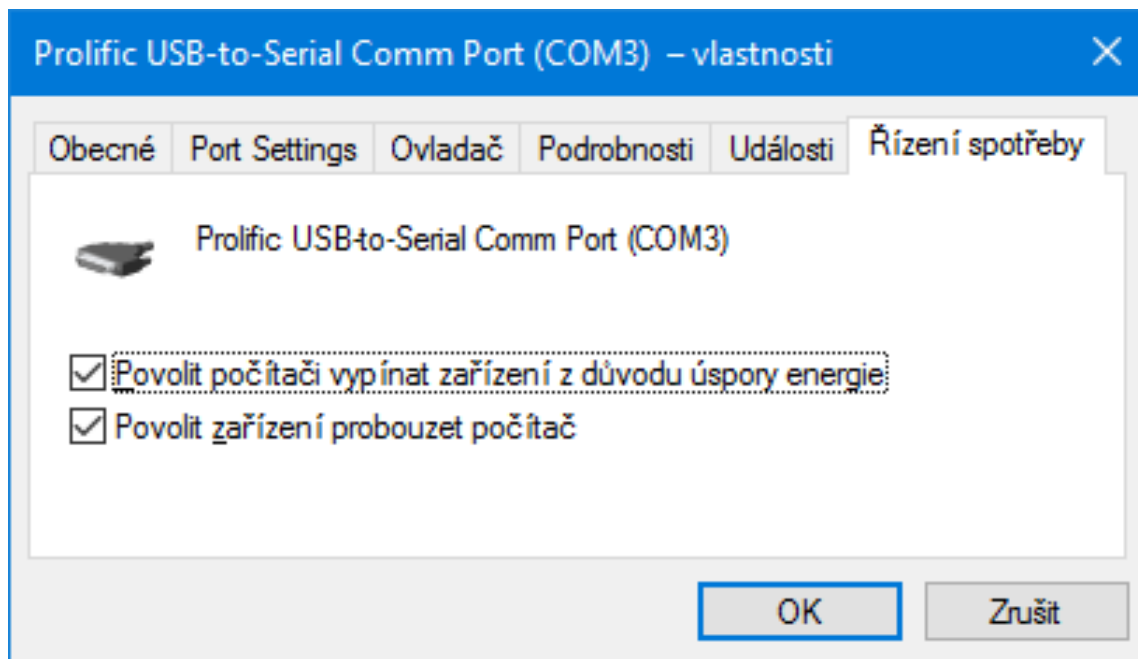 Prolific USB-to-Serial Comm Port (COM3) – vlastnosti
Obecné Port Settings Ovladač Podrobnosti Události Řízení spotřeby
Prolific USB-to-Serial Comm Port (COM3)
Povolit počítači vypínat zařízení z důvodu úspory energie
Povolit zařízení probouzet počítač
OK Zrušit